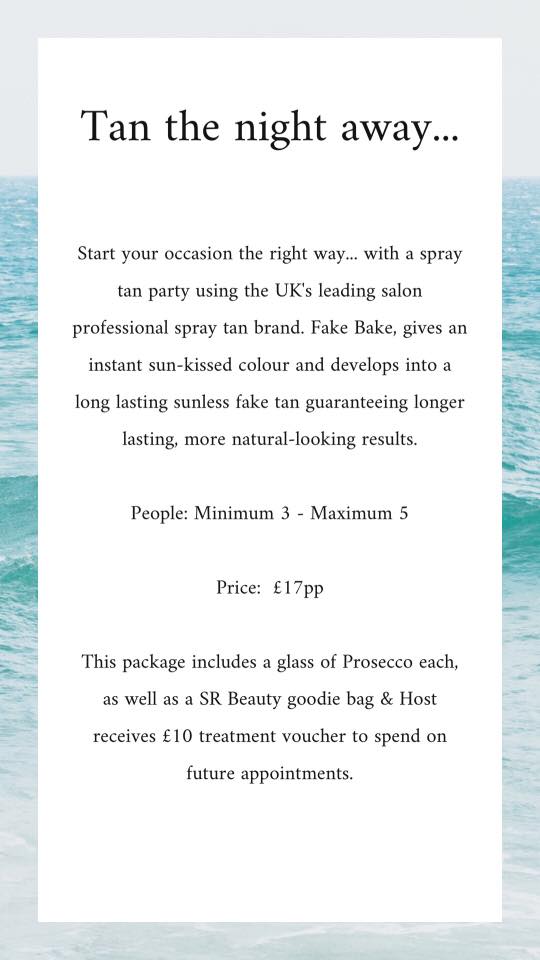 Tan the night away...
Start your occasion the right way... with a spray
tan party using the UK's leading salon
professional spray tan brand. Fake Bake, gives an
instant sun-kissed colour and develops into a
long lasting sunless fake tan guaranteeing longer
lasting, more natural-looking results.
People: Minimum 3 - Maximum 5
Price: £17pp
This package includes a glass of Prosecco each,
as well as a SR Beauty goodie bag & Host
receives £10 treatment voucher to spend on
future appointments.